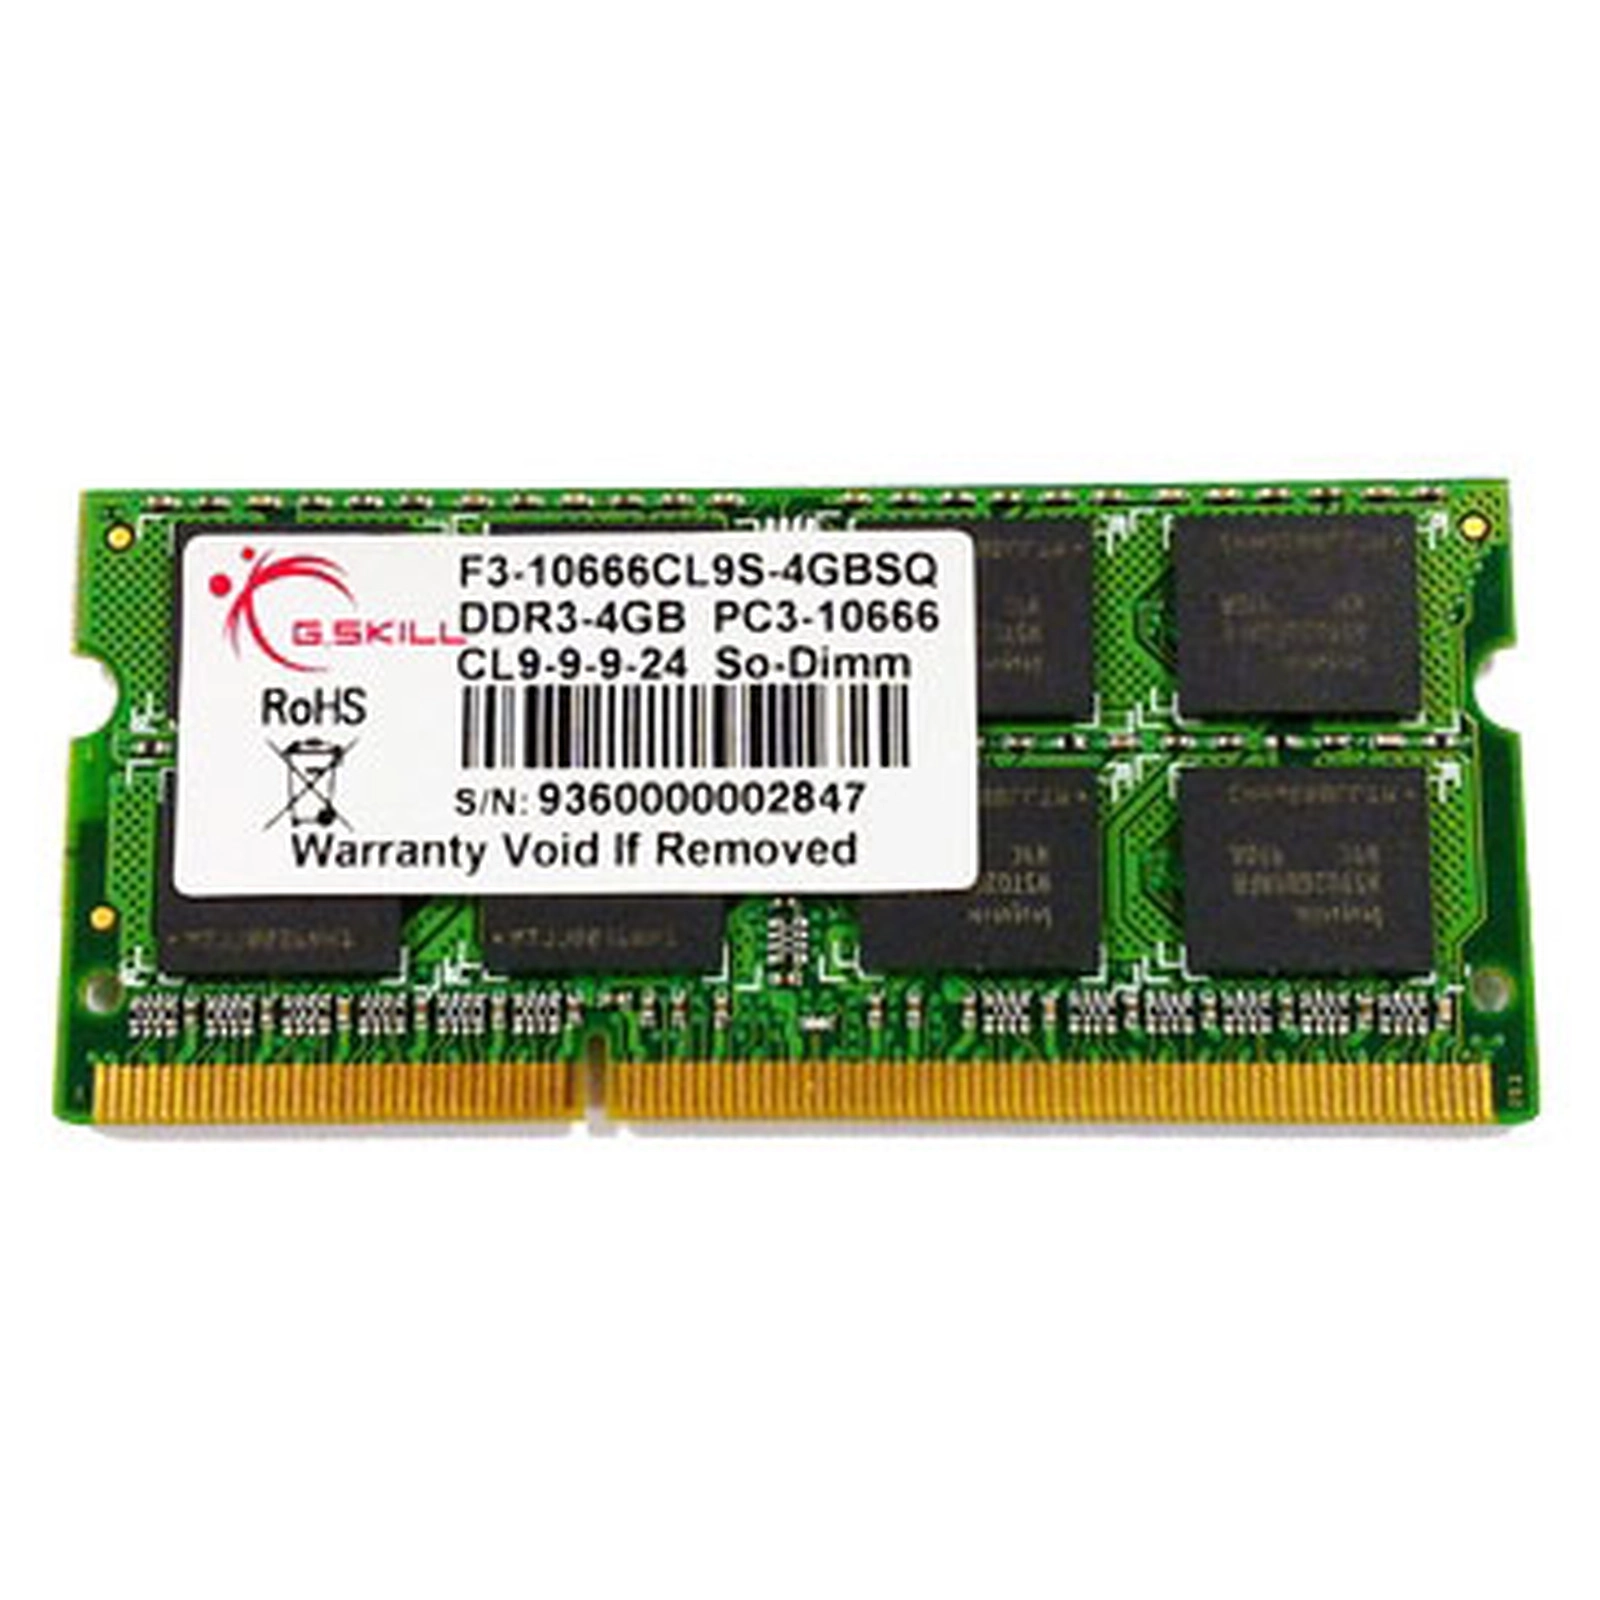 G.SKILL
F3-10666CL9S-4GBSQ
DDR3-4GB PC3-10666
CL9-9-9-24 So-Dimm
RoHS
S/N: 9360000002847
Warranty Void If Removed